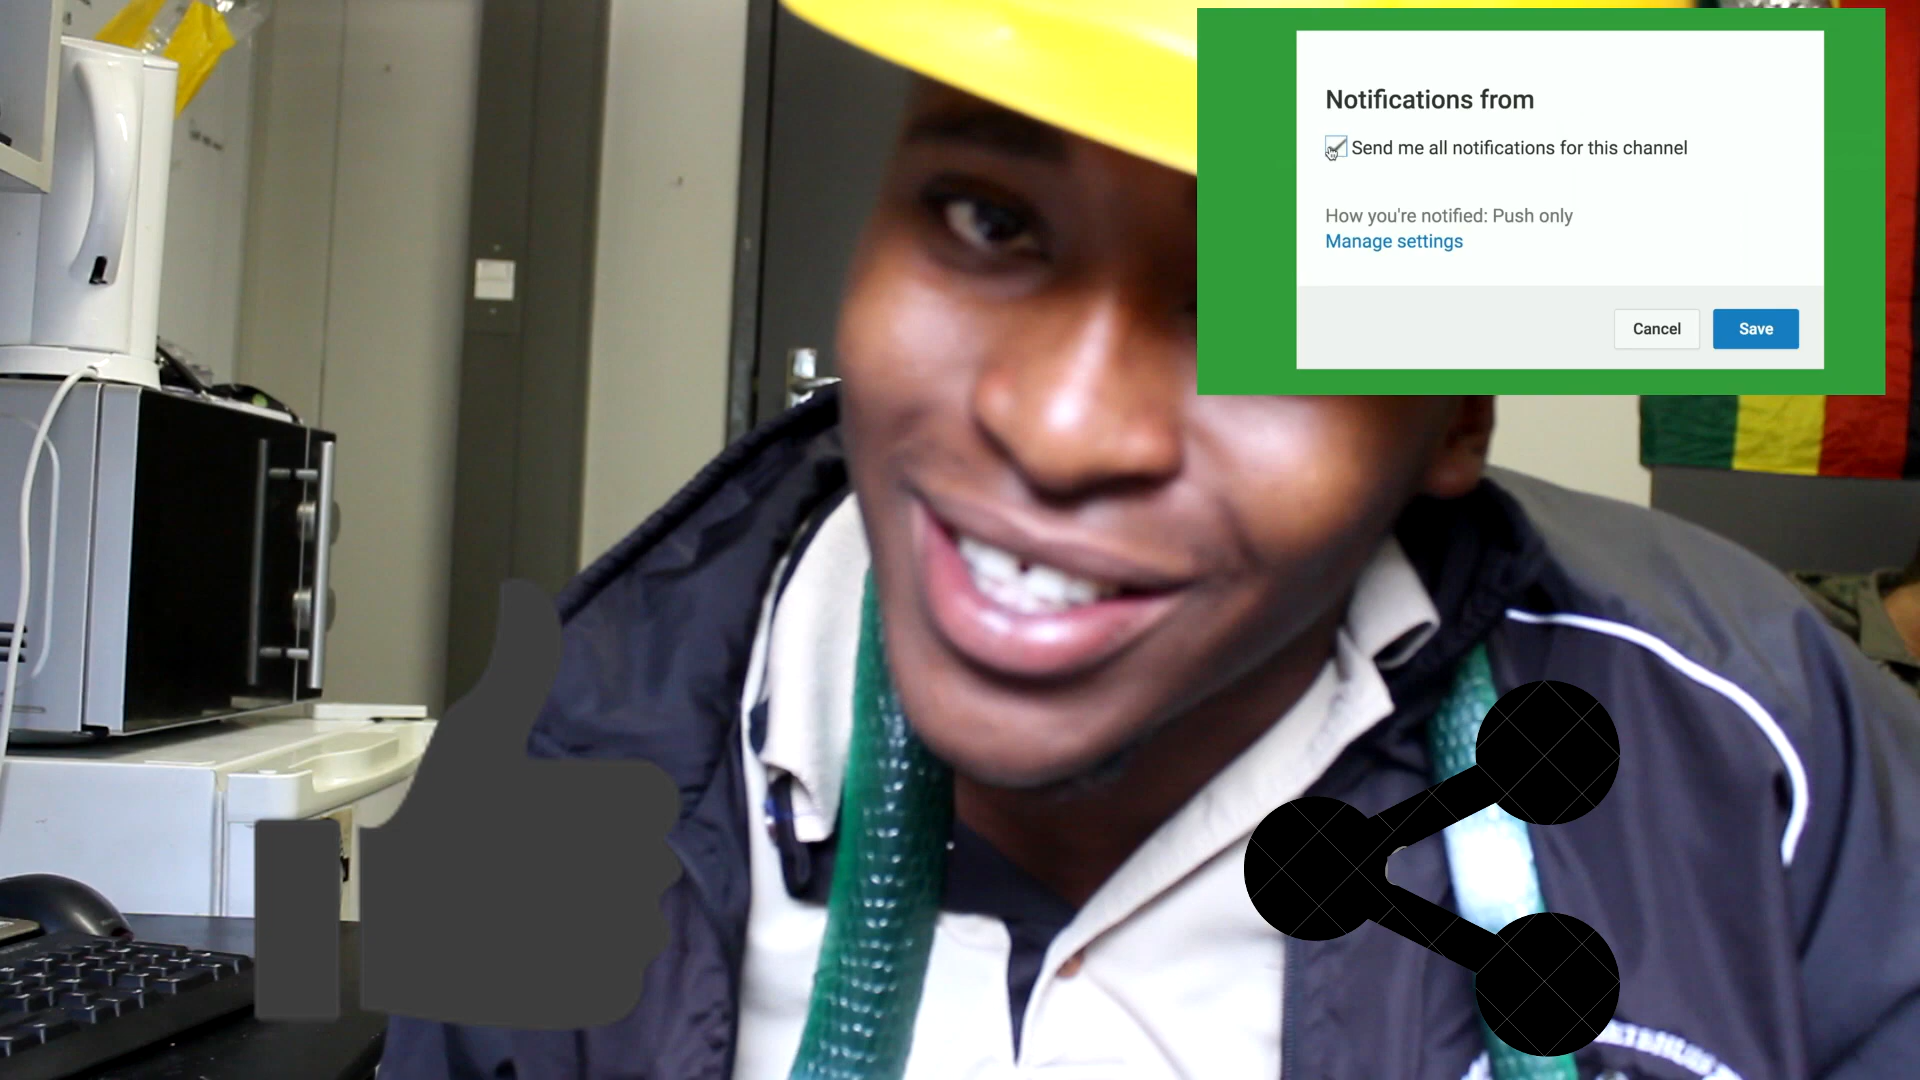 Notifications from
Send me all notifications for this channel
How you're notified: Push only
Manage settings
Cancel
Save